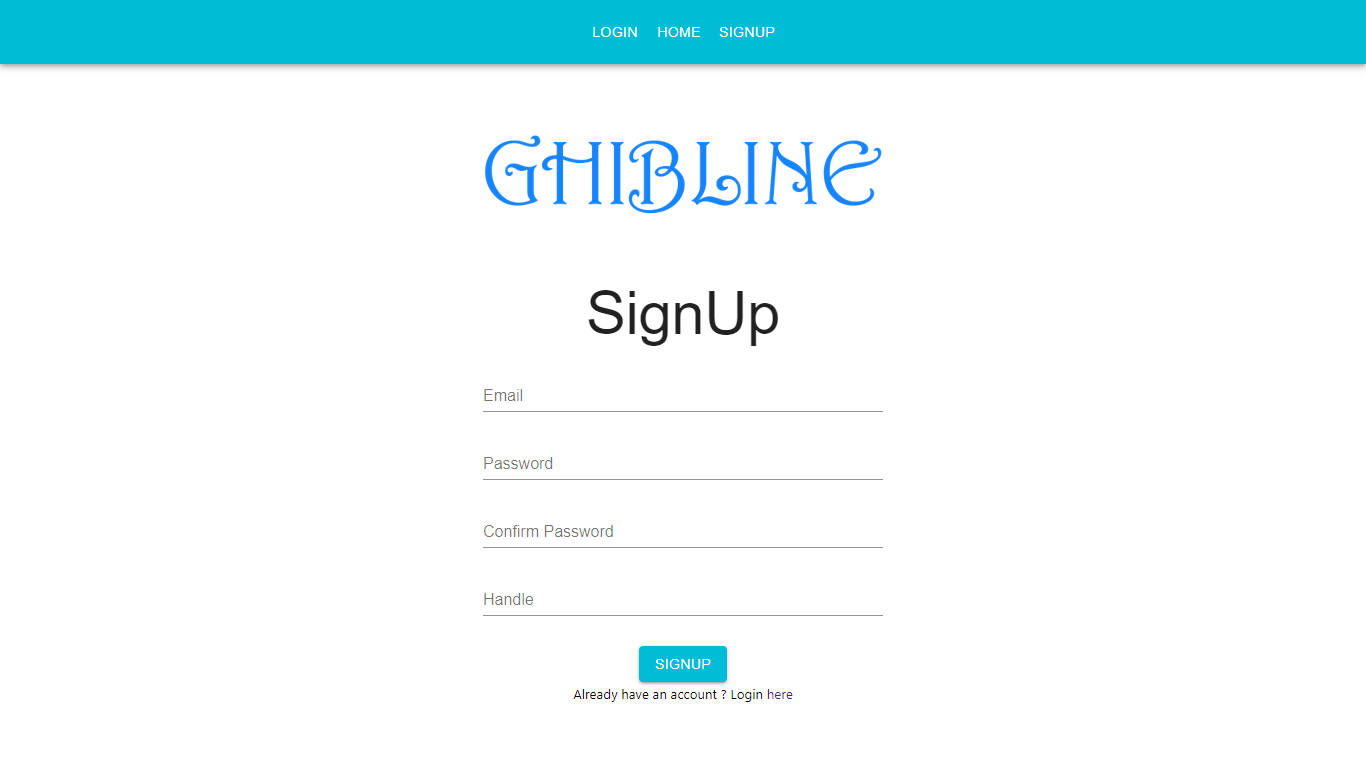 LOGIN HOME SIGNUP
GHIBLINE
SignUp
Email
Password
Confirm Password
Handle
SIGNUP
Already have an account ? Login here